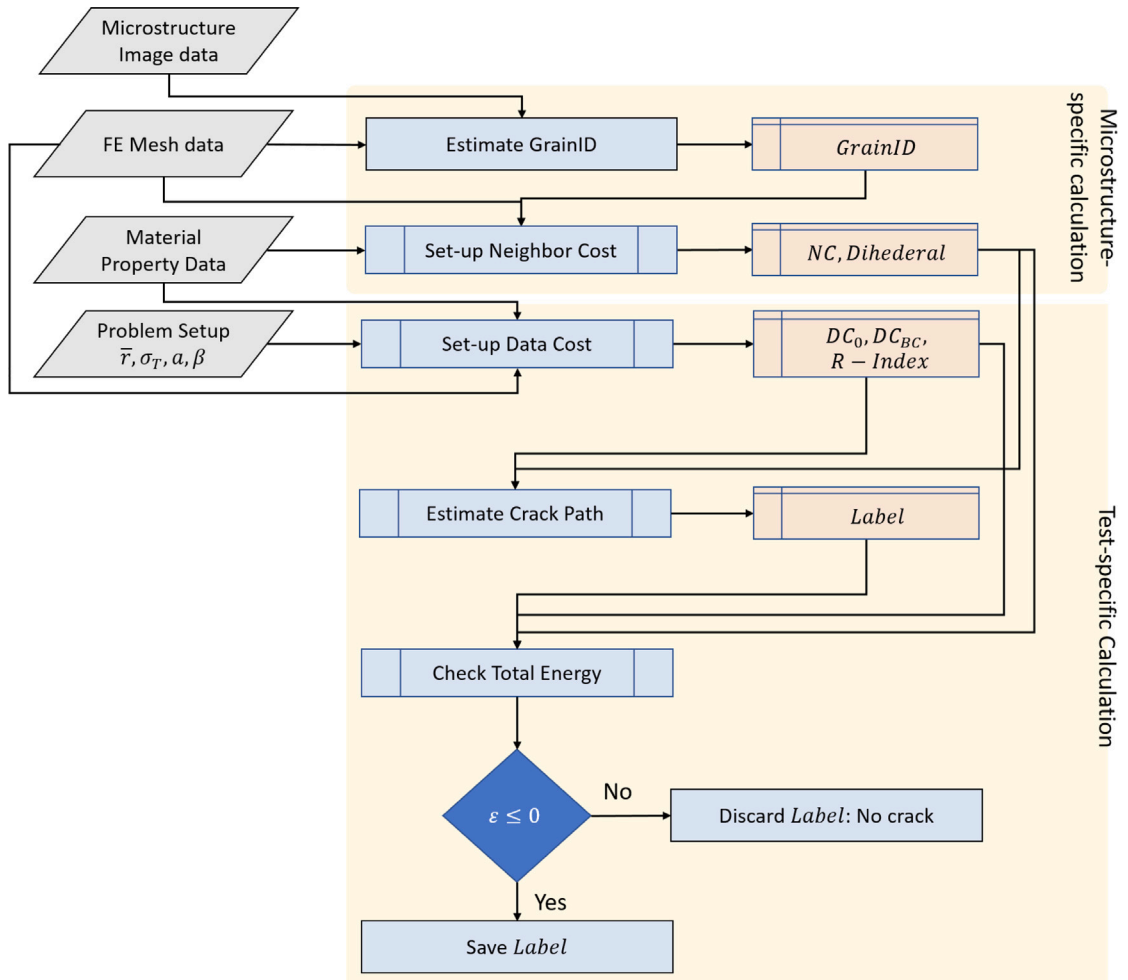 Microstructure
Image data
FE Mesh data
Estimate GrainID
GrainID
Microstructure-
specific calculation
Material
Property Data
Set-up Neighbor Cost
NC, Dihederal
Problem Setup
r̅, σ_T, a, β
Set-up Data Cost
DC₀, DC_BC,
R − Index
Estimate Crack Path
Label
Test-specific Calculation
Check Total Energy
ε ≤ 0
No
Discard Label: No crack
Yes
Save Label